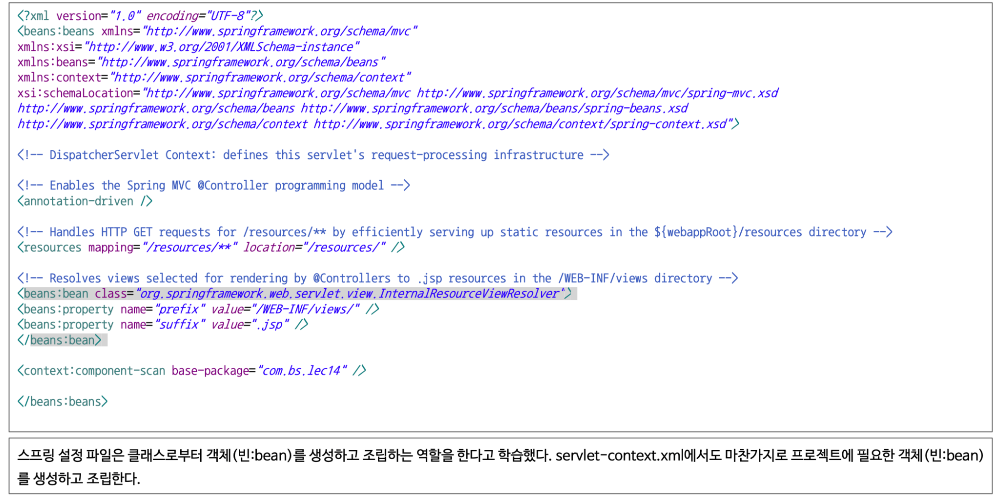 <?xml version="1.0" encoding="UTF-8"?>
<beans:beans xmlns="http://www.springframework.org/schema/mvc"
xmlns:xsi="http://www.w3.org/2001/XMLSchema-instance"
xmlns:beans="http://www.springframework.org/schema/beans"
xmlns:context="http://www.springframework.org/schema/context"
xsi:schemaLocation="http://www.springframework.org/schema/mvc http://www.springframework.org/schema/mvc/spring-mvc.xsd
http://www.springframework.org/schema/beans http://www.springframework.org/schema/beans/spring-beans.xsd
http://www.springframework.org/schema/context http://www.springframework.org/schema/context/spring-context.xsd">
<!-- DispatcherServlet Context: defines this servlet's request-processing infrastructure -->
<!-- Enables the Spring MVC @Controller programming model -->
<annotation-driven />
<!-- Handles HTTP GET requests for /resources/** by efficiently serving up static resources in the ${webappRoot}/resources directory -->
<resources mapping="/resources/**" location="/resources/" />
<!-- Resolves views selected for rendering by @Controllers to .jsp resources in the /WEB-INF/views directory -->
<beans:bean class="org.springframework.web.servlet.view.InternalResourceViewResolver">
<beans:property name="prefix" value="/WEB-INF/views/" />
<beans:property name="suffix" value=".jsp" />
</beans:bean>
<context:component-scan base-package="com.bs.lec14" />
</beans:beans>
스프링 설정 파일은 클래스로부터 객체(빈:bean)를 생성하고 조립하는 역할을 한다고 학습했다. servlet-context.xml에서도 마찬가지로 프로젝트에 필요한 객체(빈:bean)
를 생성하고 조립한다.